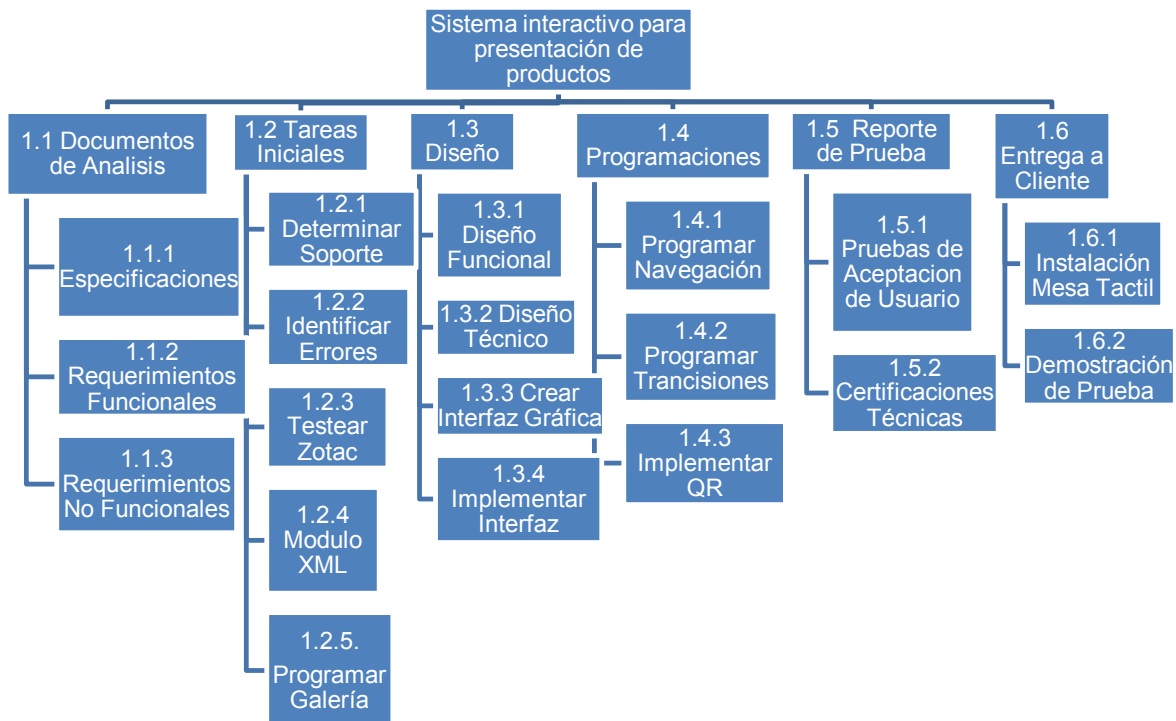 Sistema interactivo para
presentación de
productos
1.1 Documentos
de Analisis
1.1.1
Especificaciones
1.1.2
Requerimientos
Funcionales
1.1.3
Requerimientos
No Funcionales
1.2 Tareas
Iniciales
1.2.1
Determinar
Soporte
1.2.2
Identificar
Errores
1.2.3
Testear
Zotac
1.2.4
Modulo
XML
1.2.5.
Programar
Galería
1.3
Diseño
1.3.1
Diseño
Funcional
1.3.2 Diseño
Técnico
1.3.3 Crear
Interfaz Gráfica
1.3.4
Implementar
Interfaz
1.4
Programaciones
1.4.1
Programar
Navegación
1.4.2
Programar
Trancisiones
1.4.3
Implementar
QR
1.5 Reporte
de Prueba
1.5.1
Pruebas de
Aceptacion
de Usuario
1.5.2
Certificaciones
Técnicas
1.6
Entrega a
Cliente
1.6.1
Instalación
Mesa Tactil
1.6.2
Demostración
de Prueba